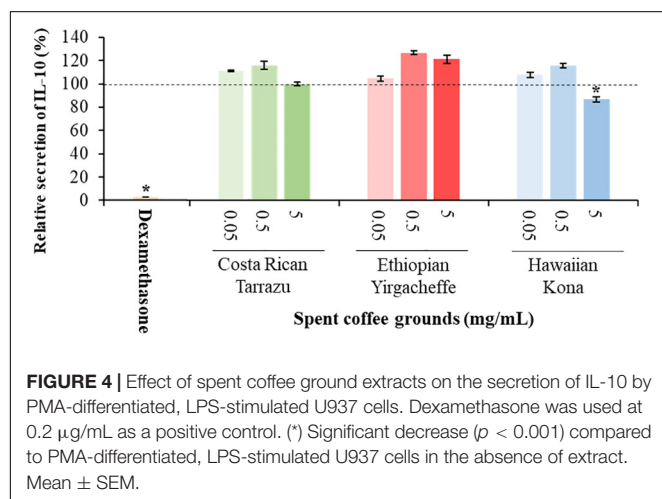 Relative secretion of IL-10 (%)
140
120
100
80
60
40
20
0
*
*
Dexamethasone
0.05
0.5
5
0.05
0.5
5
0.05
0.5
5
Costa Rican
Tarrazu
Ethiopian
Yirgacheffe
Hawaiian
Kona
Spent coffee grounds (mg/mL)
FIGURE 4 | Effect of spent coffee ground extracts on the secretion of IL-10 by
PMA-differentiated, LPS-stimulated U937 cells. Dexamethasone was used at
0.2 μg/mL as a positive control. (*) Significant decrease (p < 0.001) compared
to PMA-differentiated, LPS-stimulated U937 cells in the absence of extract.
Mean ± SEM.